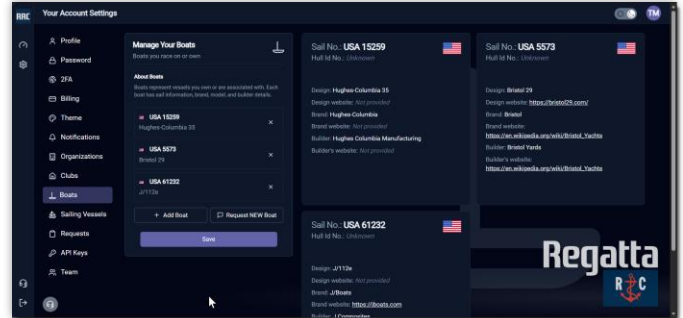 RRC
Your Account Settings
TM
Profile
Password
2FA
Billing
Theme
Notifications
Organizations
Clubs
Boats
Sailing Vessels
Requests
API Keys
Team
Manage Your Boats
Boats you race on or own
About Boats
Boats represent vessels you own or are associated with. Each
boat has sail information, brand, model, and builder details.
USA 15259
Hughes-Columbia 35
USA 5573
Bristol 29
USA 61232
J/112e
+ Add Boat
Request NEW Boat
Save
Sail No.: USA 15259
Hull Id No.: Unknown
Design: Hughes-Columbia 35
Design website: Not provided
Brand: Hughes-Columbia
Brand website: Not provided
Builder: Hughes Columbia Manufacturing
Builder's website: Not provided
Sail No.: USA 5573
Hull Id No.: Unknown
Design: Bristol 29
Design website: https://bristol29.com/
Brand: Bristol
Brand website:
https://en.wikipedia.org/wiki/Bristol_Yachts
Builder: Bristol Yards
Builder's website:
https://en.wikipedia.org/wiki/Bristol_Yachts
Sail No.: USA 61232
Hull Id No.: Unknown
Design: J/112e
Design website: Not provided
Brand: J/Boats
Brand website: https://jboats.com
Builder: J Composites
Regatta
R C